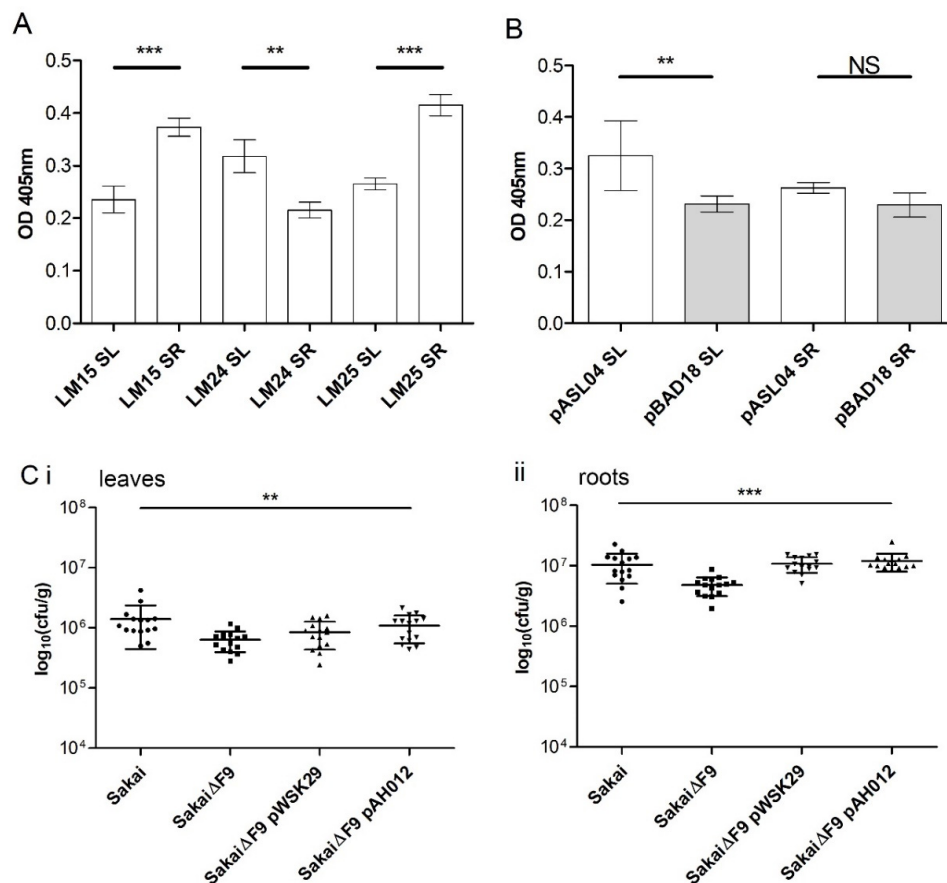 A
***
**
***
OD 405nm
0.5
0.4
0.3
0.2
0.1
0.0
LM15 SL
LM15 SR
LM24 SL
LM24 SR
LM25 SL
LM25 SR
B
**
NS
OD 405nm
0.5
0.4
0.3
0.2
0.1
0.0
pASL04 SL
pBAD18 SL
pASL04 SR
pBAD18 SR
C i leaves
**
log₁₀(cfu/g)
10⁸
10⁷
10⁶
10⁵
10⁴
Sakai
SakaiΔF9
SakaiΔF9 pWSK29
SakaiΔF9 pAH012
ii roots
***
log₁₀(cfu/g)
10⁸
10⁷
10⁶
10⁵
10⁴
Sakai
SakaiΔF9
SakaiΔF9 pWSK29
SakaiΔF9 pAH012